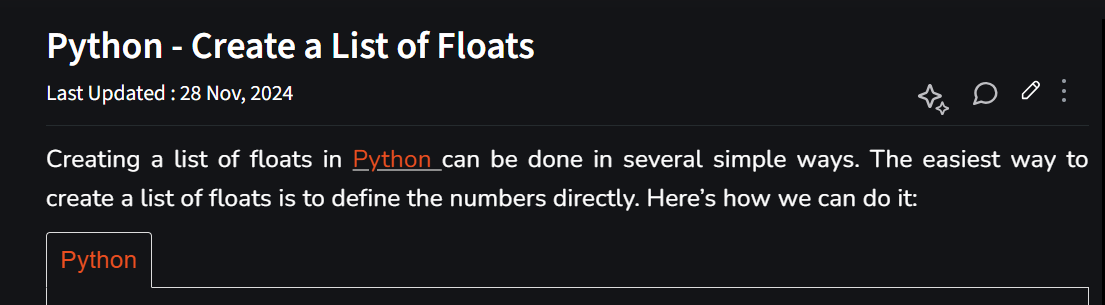 Python - Create a List of Floats
Last Updated : 28 Nov, 2024
Creating a list of floats in Python can be done in several simple ways. The easiest way to
create a list of floats is to define the numbers directly. Here’s how we can do it:
Python